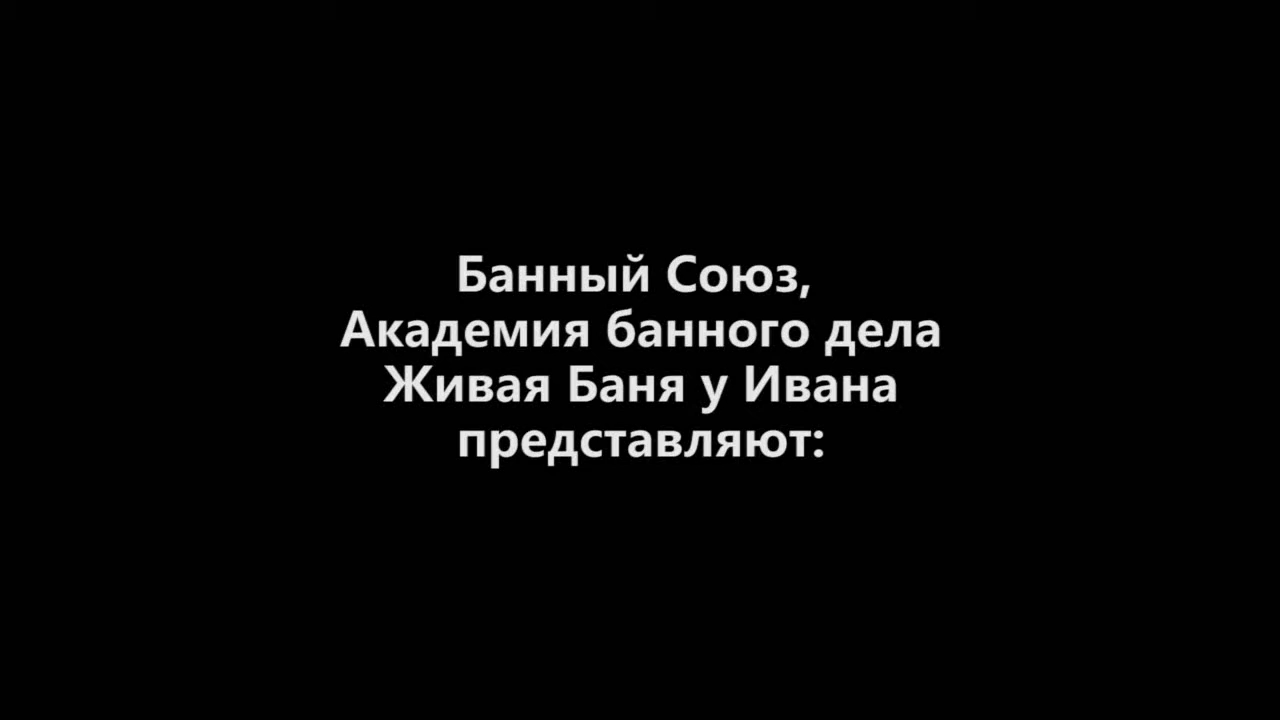 Банный Союз,
Академия банного дела
Живая Баня у Ивана
представляют: